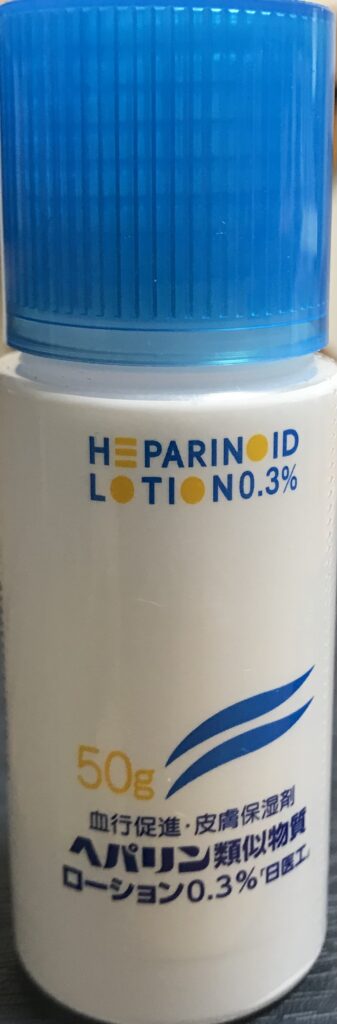 HEPARINOID
LOTION0.3%
50g
血行促進・皮膚保湿剤
ヘパリン類似物質
ローション0.3%「日医工」